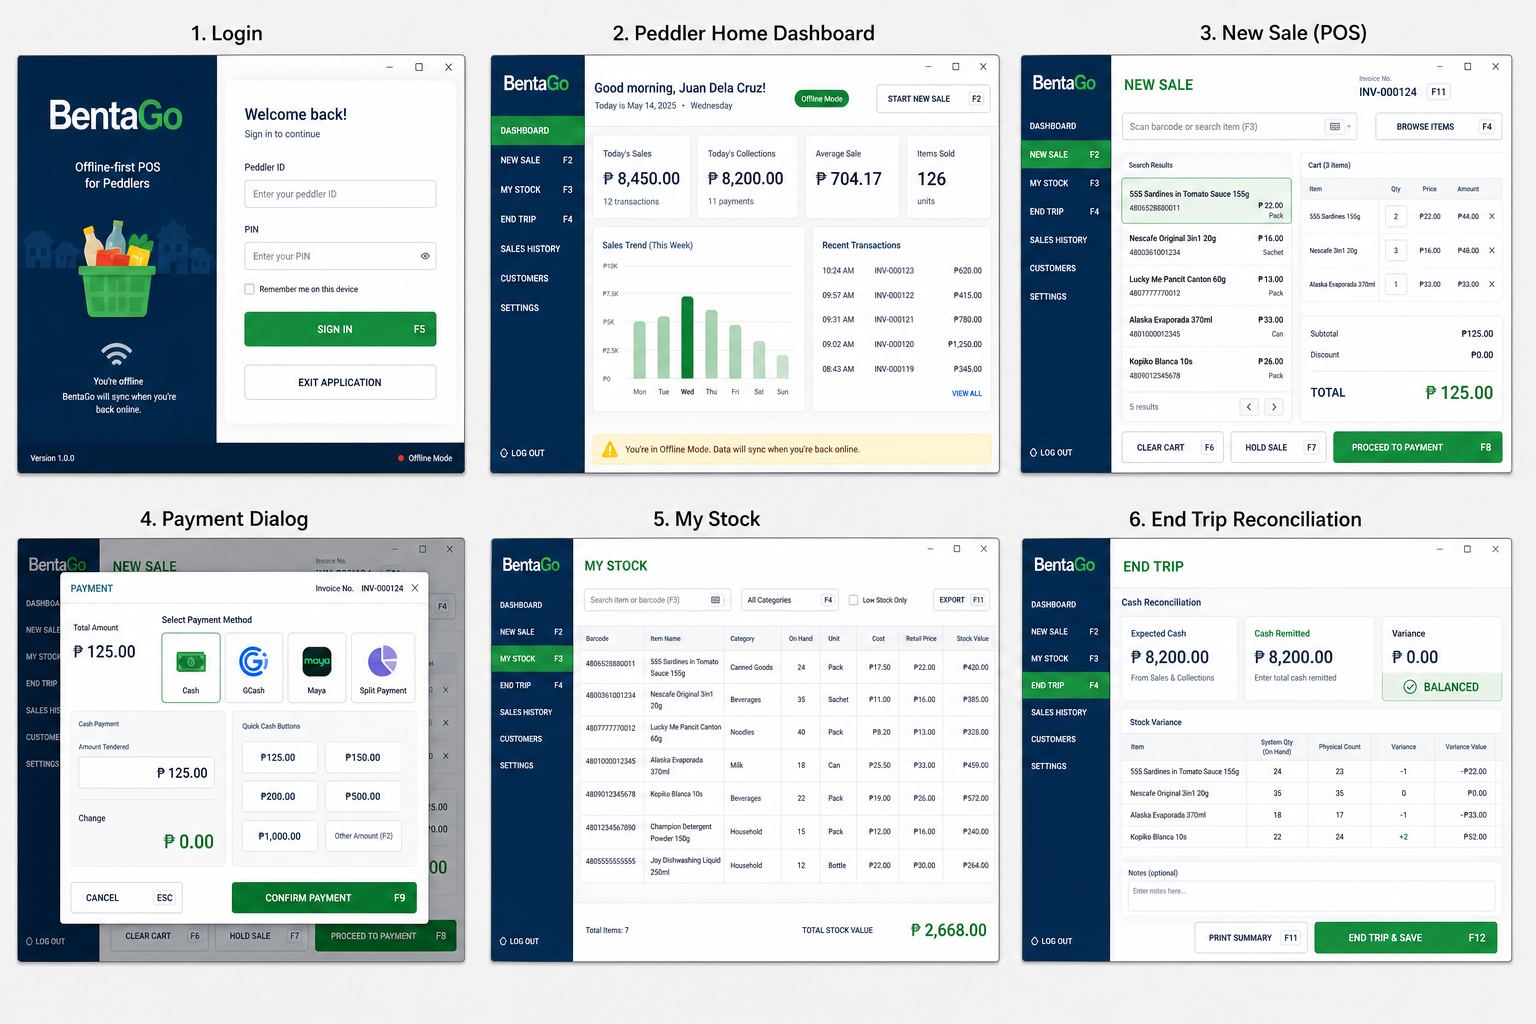 1. Login
BentaGo
Offline-first POS
for Peddlers
You're offline
BentaGo will sync when you're
back online.
Welcome back!
Sign in to continue
Peddler ID
Enter your peddler ID
PIN
Enter your PIN
Remember me on this device
SIGN IN F5
EXIT APPLICATION
Version 1.0.0
Offline Mode
2. Peddler Home Dashboard
BentaGo
DASHBOARD
NEW SALE F2
MY STOCK F3
END TRIP F4
SALES HISTORY
CUSTOMERS
SETTINGS
LOG OUT
Good morning, Juan Dela Cruz!
Today is May 14, 2025 • Wednesday
Offline Mode
START NEW SALE F2
Today's Sales
₱ 8,450.00
12 transactions
Today's Collections
₱ 8,200.00
11 payments
Average Sale
₱ 704.17
Items Sold
126
units
Sales Trend (This Week)
₱10K
₱7.5K
₱5K
₱2.5K
₱0
Mon Tue Wed Thu Fri Sat Sun
Recent Transactions
10:24 AM INV-000123 ₱620.00
09:57 AM INV-000122 ₱415.00
09:31 AM INV-000121 ₱780.00
09:02 AM INV-000120 ₱1,250.00
08:43 AM INV-000119 ₱345.00
VIEW ALL
You're in Offline Mode. Data will sync when you're back online.
3. New Sale (POS)
BentaGo
DASHBOARD
NEW SALE F2
MY STOCK F3
END TRIP F4
SALES HISTORY
CUSTOMERS
SETTINGS
LOG OUT
NEW SALE
Invoice No.
INV-000124 F11
Scan barcode or search item (F3)
BROWSE ITEMS F4
Search Results
555 Sardines in Tomato Sauce 155g
4806528880011 ₱ 22.00
Pack
Nescafe Original 3in1 20g ₱16.00
4800361001234 Sachet
Lucky Me Pancit Canton 60g ₱13.00
4807777770012 Pack
Alaska Evaporada 370ml ₱33.00
4801000012345 Can
Kopiko Blanca 10s ₱26.00
4809012345678 Pack
5 results
Cart (3 items)
Item Qty Price Amount
555 Sardines 155g 2 ₱22.00 ₱44.00 X
Nescafe 3in1 20g 3 ₱16.00 ₱48.00 X
Alaska Evaporada 370ml 1 ₱33.00 ₱33.00 X
Subtotal ₱125.00
Discount ₱0.00
TOTAL ₱ 125.00
CLEAR CART F6
HOLD SALE F7
PROCEED TO PAYMENT F8
4. Payment Dialog
BentaGo
NEW SALE
Invoice No.
DASHBOA
NEW SALE
MY STOCK
END TRIP
SALES HIS
CUSTOME
SETTINGS
LOG OUT
F4
X
X
25.00
₱0.00
00
PAYMENT
Invoice No. INV-000124 X
Total Amount
₱ 125.00
Select Payment Method
Cash
GCash
maya
Maya
Split Payment
Cash Payment
Amount Tendered
₱ 125.00
Change
₱ 0.00
Quick Cash Buttons
₱125.00 ₱150.00
₱200.00 ₱500.00
₱1,000.00 Other Amount (F2)
CANCEL ESC
CONFIRM PAYMENT F9
CLEAR CART F6
HOLD SALE F7
PROCEED TO PAYMENT F8
5. My Stock
BentaGo
DASHBOARD
NEW SALE F2
MY STOCK F3
END TRIP F4
SALES HISTORY
CUSTOMERS
SETTINGS
LOG OUT
MY STOCK
Search item or barcode (F3)
All Categories F4
Low Stock Only
EXPORT F11
Barcode Item Name Category On Hand Unit Cost Retail Price Stock Value
4806528880011 555 Sardines in Tomato Sauce 155g Canned Goods 24 Pack ₱17.50 ₱22.00 ₱420.00
4800361001234 Nescafe Original 3in1 20g Beverages 35 Sachet ₱11.00 ₱16.00 ₱385.00
4807777770012 Lucky Me Pancit Canton 60g Noodles 40 Pack ₱8.20 ₱13.00 ₱328.00
4801000012345 Alaska Evaporada 370ml Milk 18 Can ₱25.50 ₱33.00 ₱459.00
4809012345678 Kopiko Blanca 10s Beverages 22 Pack ₱19.00 ₱26.00 ₱572.00
4801234567890 Champion Detergent Powder 150g Household 15 Pack ₱12.00 ₱16.00 ₱240.00
4805555555555 Joy Dishwashing Liquid 250ml Household 12 Bottle ₱22.00 ₱30.00 ₱264.00
Total Items: 7
TOTAL STOCK VALUE ₱ 2,668.00
6. End Trip Reconciliation
BentaGo
DASHBOARD
NEW SALE F2
MY STOCK F3
END TRIP F4
SALES HISTORY
CUSTOMERS
SETTINGS
LOG OUT
END TRIP
Cash Reconciliation
Expected Cash
₱ 8,200.00
From Sales & Collections
Cash Remitted
₱ 8,200.00
Enter total cash remitted
Variance
₱ 0.00
BALANCED
Stock Variance
Item System Qty (On Hand) Physical Count Variance Variance Value
555 Sardines in Tomato Sauce 155g 24 23 -1 -₱22.00
Nescafe Original 3in1 20g 35 35 0 ₱0.00
Alaska Evaporada 370ml 18 17 -1 -₱33.00
Kopiko Blanca 10s 22 24 +2 ₱52.00
Notes (optional)
Enter notes here...
PRINT SUMMARY F11
END TRIP & SAVE F12